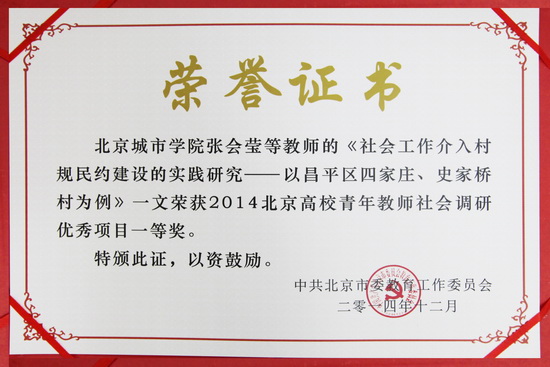 荣誉证书
北京城市学院张会莹等教师的《社会工作介入村
规民约建设的实践研究——以昌平区四家庄、史家桥
村为例》一文荣获2014北京高校青年教师社会调研
优秀项目一等奖。
特颁此证，以资鼓励。
中共北京市委教育工作委员会
二零一四年十二月